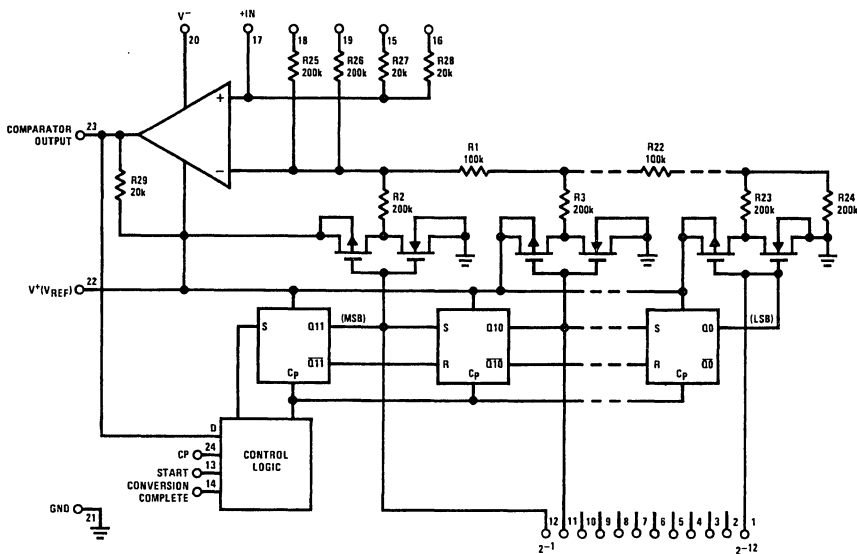 V⁻
+IN
20
17
18
19
15
16
R25
200k
R26
200k
R27
20k
R28
20k
+
COMPARATOR
OUTPUT
23
−
R1
100k
R22
100k
R29
20k
R2
200k
R3
200k
R23
200k
R24
200k
V⁺(VREF)
22
S
Q11
(MSB)
S
Q10
S
Q0
(LSB)
Q̅1̅1̅
R
Q̅1̅0̅
R
Q̅0̅
CP
CP
CP
D
CP
24
CONTROL
LOGIC
START
13
CONVERSION
COMPLETE
14
GND
21
12 11 10 9 8 7 6 5 4 3 2 1
2⁻¹
2⁻¹²